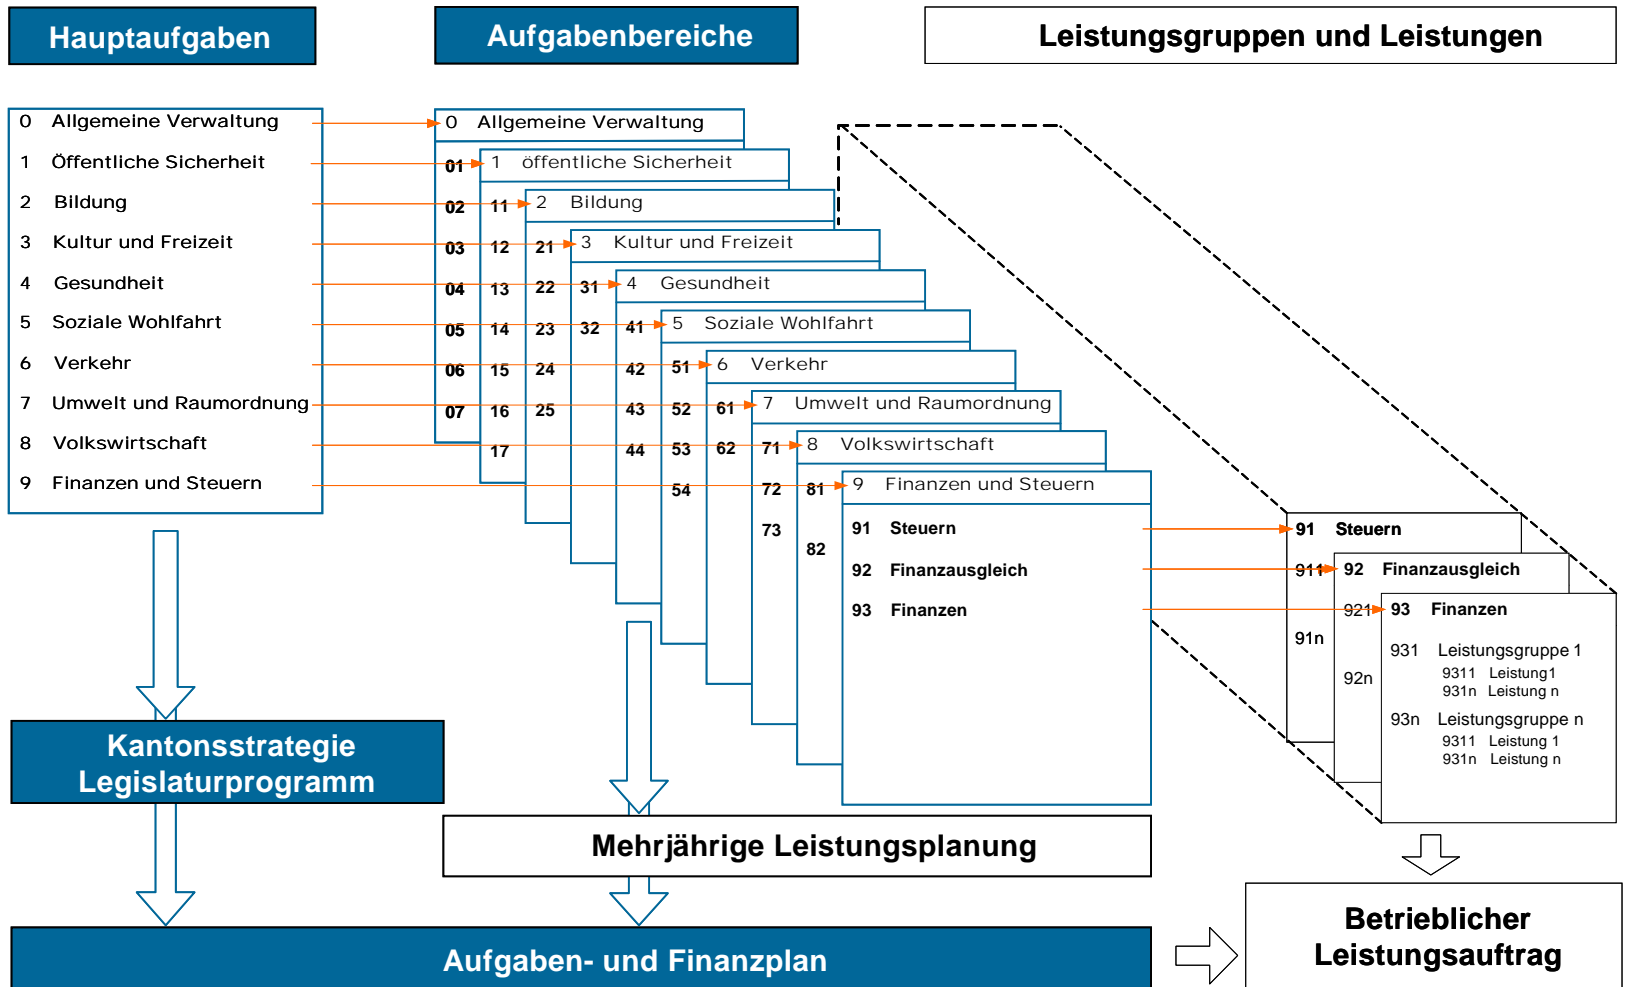 Hauptaufgaben
Aufgabenbereiche
Leistungsgruppen und Leistungen
0 Allgemeine Verwaltung
1 Öffentliche Sicherheit
2 Bildung
3 Kultur und Freizeit
4 Gesundheit
5 Soziale Wohlfahrt
6 Verkehr
7 Umwelt und Raumordnung
8 Volkswirtschaft
9 Finanzen und Steuern
0 Allgemeine Verwaltung
01
02
03
04
05
06
07
1 öffentliche Sicherheit
11
12
13
14
15
16
17
2 Bildung
21
22
23
24
25
3 Kultur und Freizeit
31
32
4 Gesundheit
41
42
43
44
5 Soziale Wohlfahrt
51
52
53
54
6 Verkehr
61
62
7 Umwelt und Raumordnung
71
72
73
8 Volkswirtschaft
81
82
9 Finanzen und Steuern
91 Steuern
92 Finanzausgleich
93 Finanzen
91 Steuern
911
91n
92 Finanzausgleich
921
92n
93 Finanzen
931 Leistungsgruppe 1
9311 Leistung1
931n Leistung n
93n Leistungsgruppe n
9311 Leistung 1
931n Leistung n
Kantonsstrategie
Legislaturprogramm
Mehrjährige Leistungsplanung
Aufgaben- und Finanzplan
Betrieblicher
Leistungsauftrag